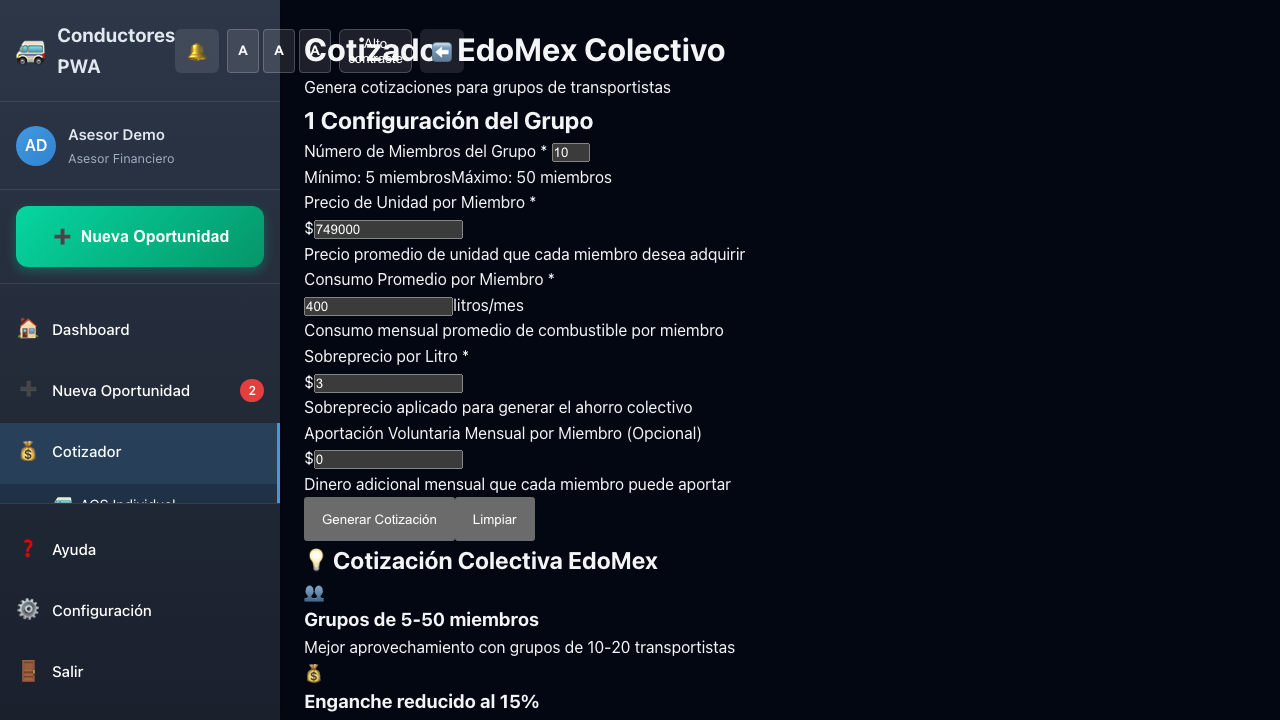 Conductores
PWA
A
A
A
Alto
contraste
AD
Asesor Demo
Asesor Financiero
Nueva Oportunidad
Dashboard
Nueva Oportunidad
2
Cotizador
AGS Individual
Ayuda
Configuración
Salir
Cotizador EdoMex Colectivo
Genera cotizaciones para grupos de transportistas
1 Configuración del Grupo
Número de Miembros del Grupo * 10
Mínimo: 5 miembrosMáximo: 50 miembros
Precio de Unidad por Miembro *
$749000
Precio promedio de unidad que cada miembro desea adquirir
Consumo Promedio por Miembro *
400 litros/mes
Consumo mensual promedio de combustible por miembro
Sobreprecio por Litro *
$3
Sobreprecio aplicado para generar el ahorro colectivo
Aportación Voluntaria Mensual por Miembro (Opcional)
$0
Dinero adicional mensual que cada miembro puede aportar
Generar Cotización Limpiar
Cotización Colectiva EdoMex
Grupos de 5-50 miembros
Mejor aprovechamiento con grupos de 10-20 transportistas
Enganche reducido al 15%